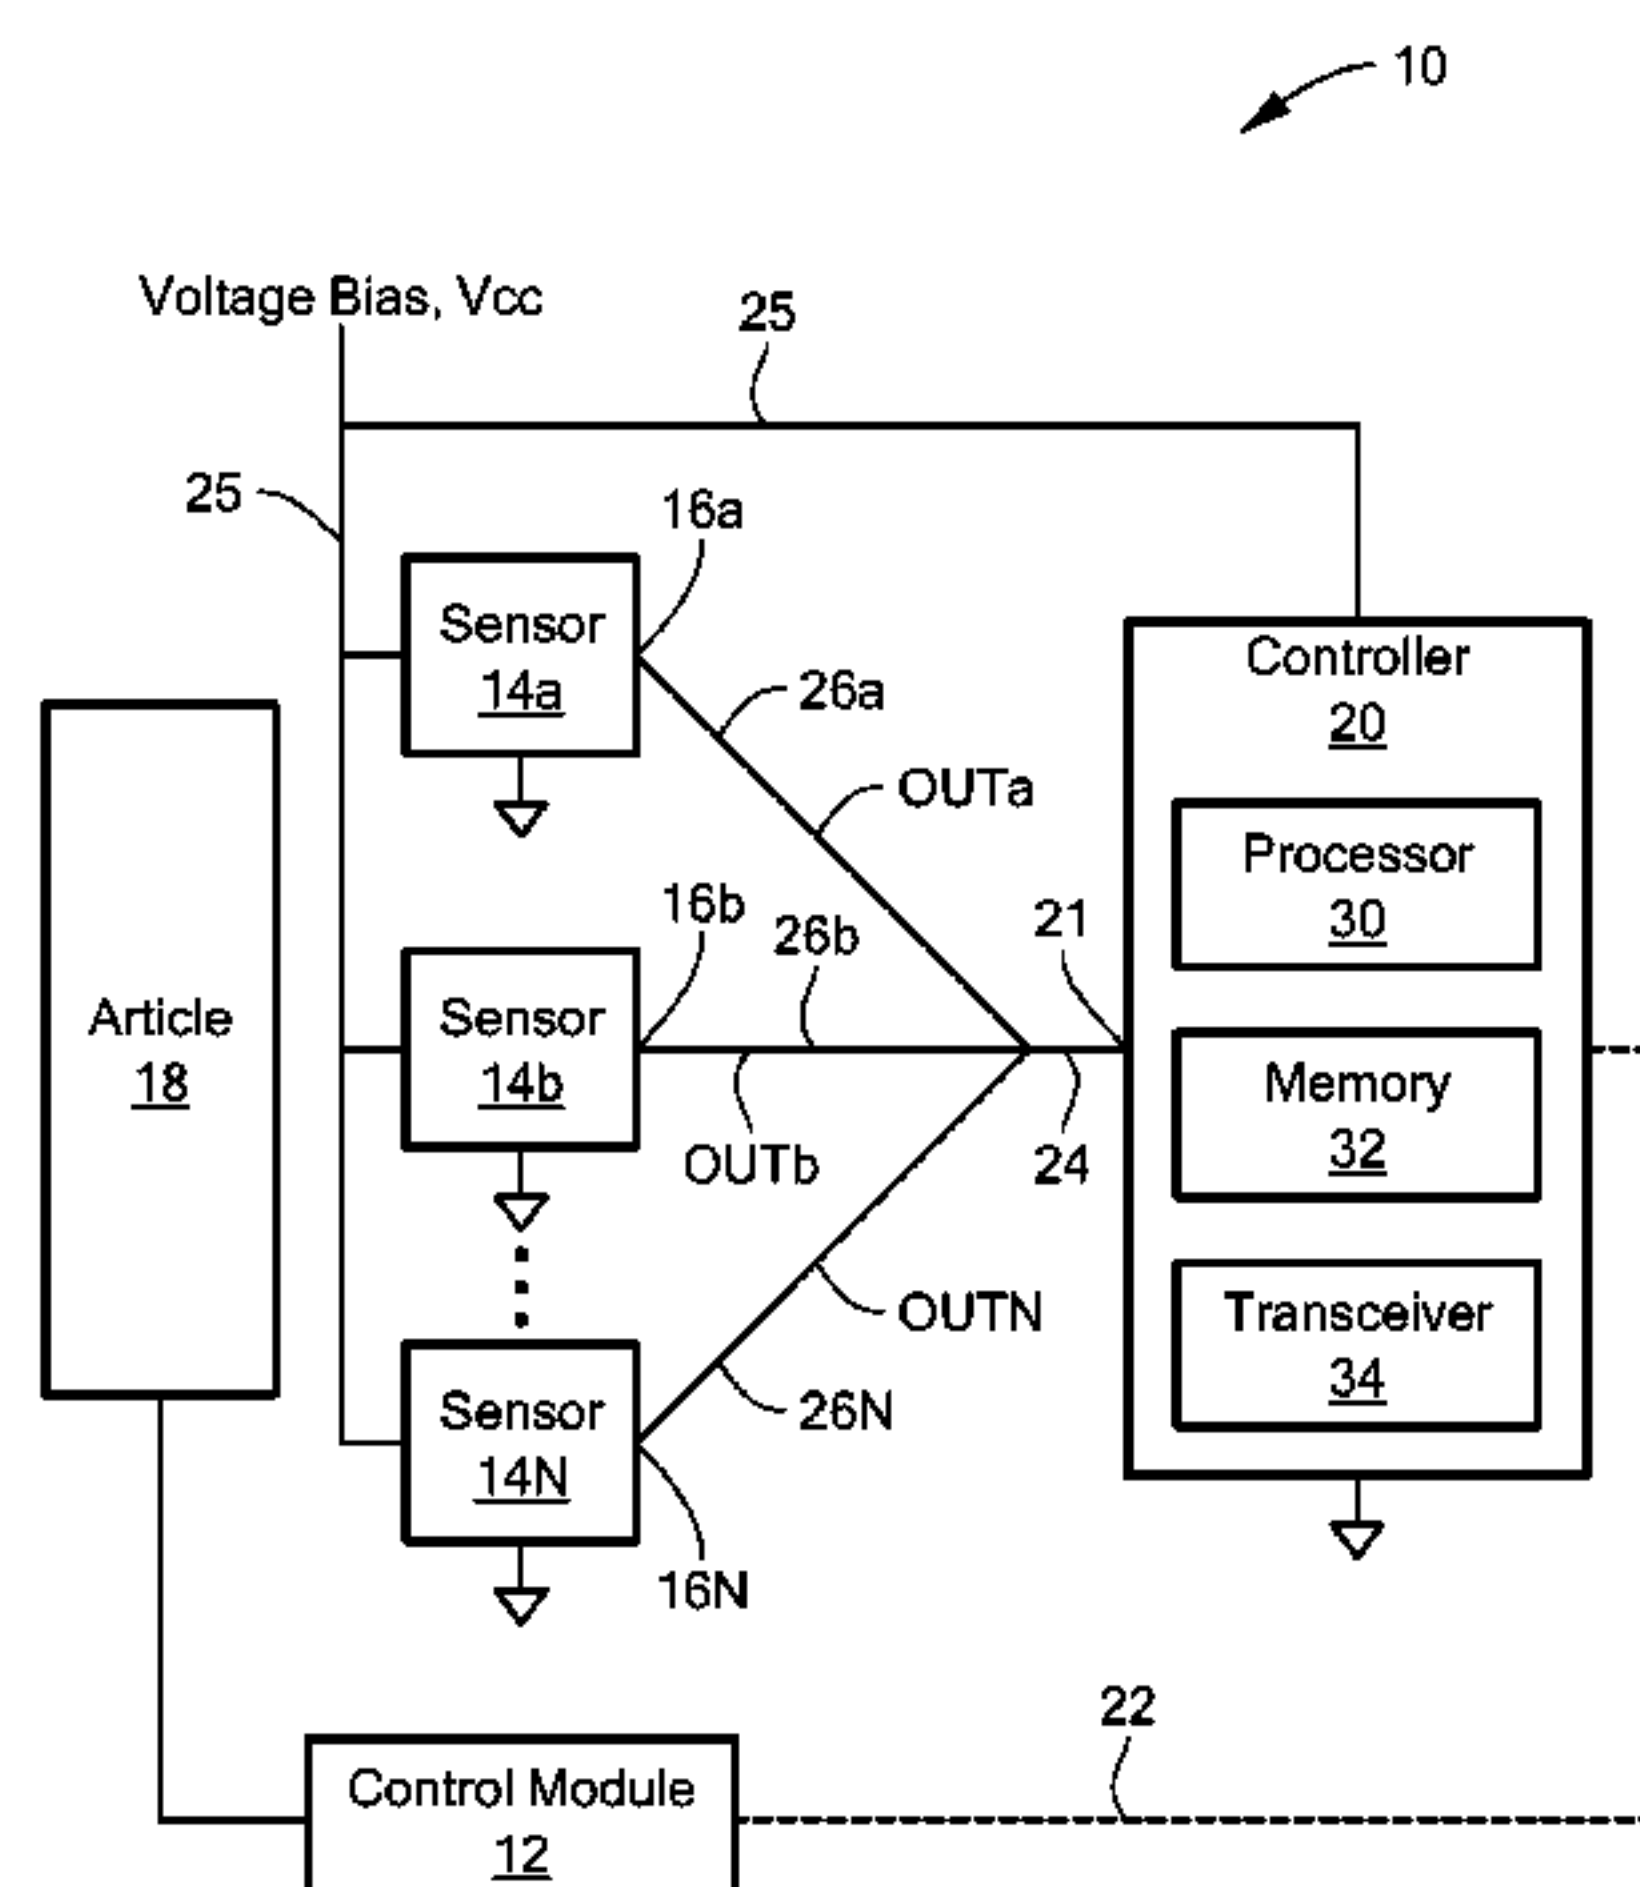 10
Voltage Bias, Vcc
25
25
16a
Sensor
14a
26a
OUTa
Controller
20
Processor
30
16b
26b
21
Article
18
Sensor
14b
OUTb
24
Memory
32
OUTN
Transceiver
34
Sensor
14N
26N
16N
22
Control Module
12